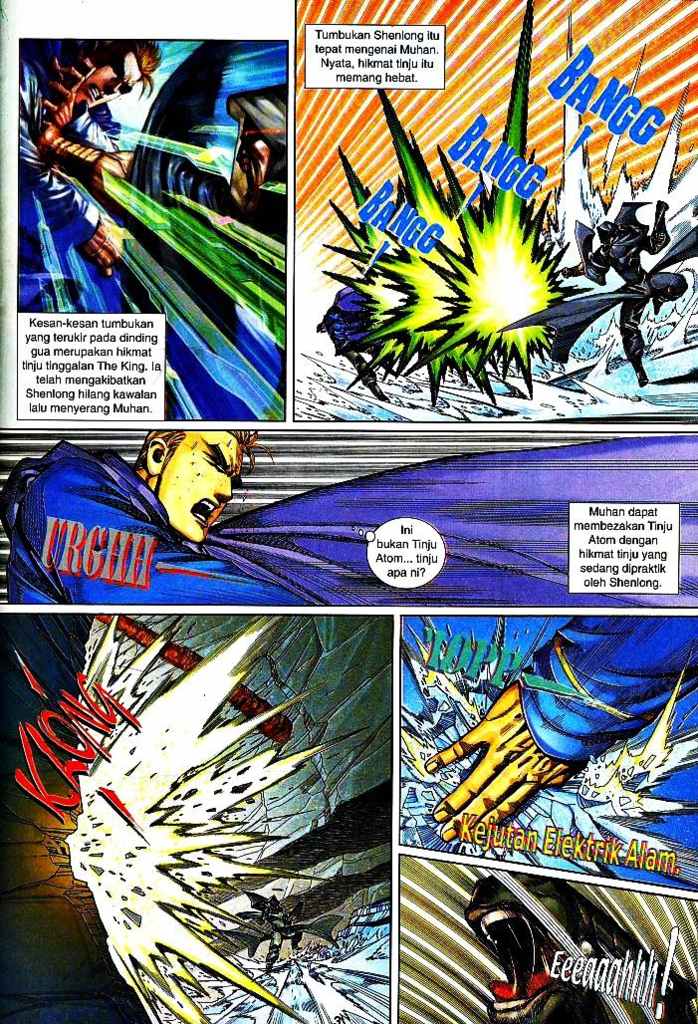 Kesan-kesan tumbukan
yang terukir pada dinding
gua merupakan hikmat
tinju tinggalan The King. Ia
telah mengakibatkan
Shenlong hilang kawalan
lalu menyerang Muhan.
Tumbukan Shenlong itu
tepat mengenai Muhan.
Nyata, hikmat tinju itu
memang hebat.
BANGG!
BANGG!
BANGG!
URGHH—
Ini
bukan Tinju
Atom... tinju
apa ni?
Muhan dapat
membezakan Tinju
Atom dengan
hikmat tinju yang
sedang dipraktik
oleh Shenlong.
KLONG!
ZOPP—
Kejutan Elektrik Alam.
Eeeaaaahhh!